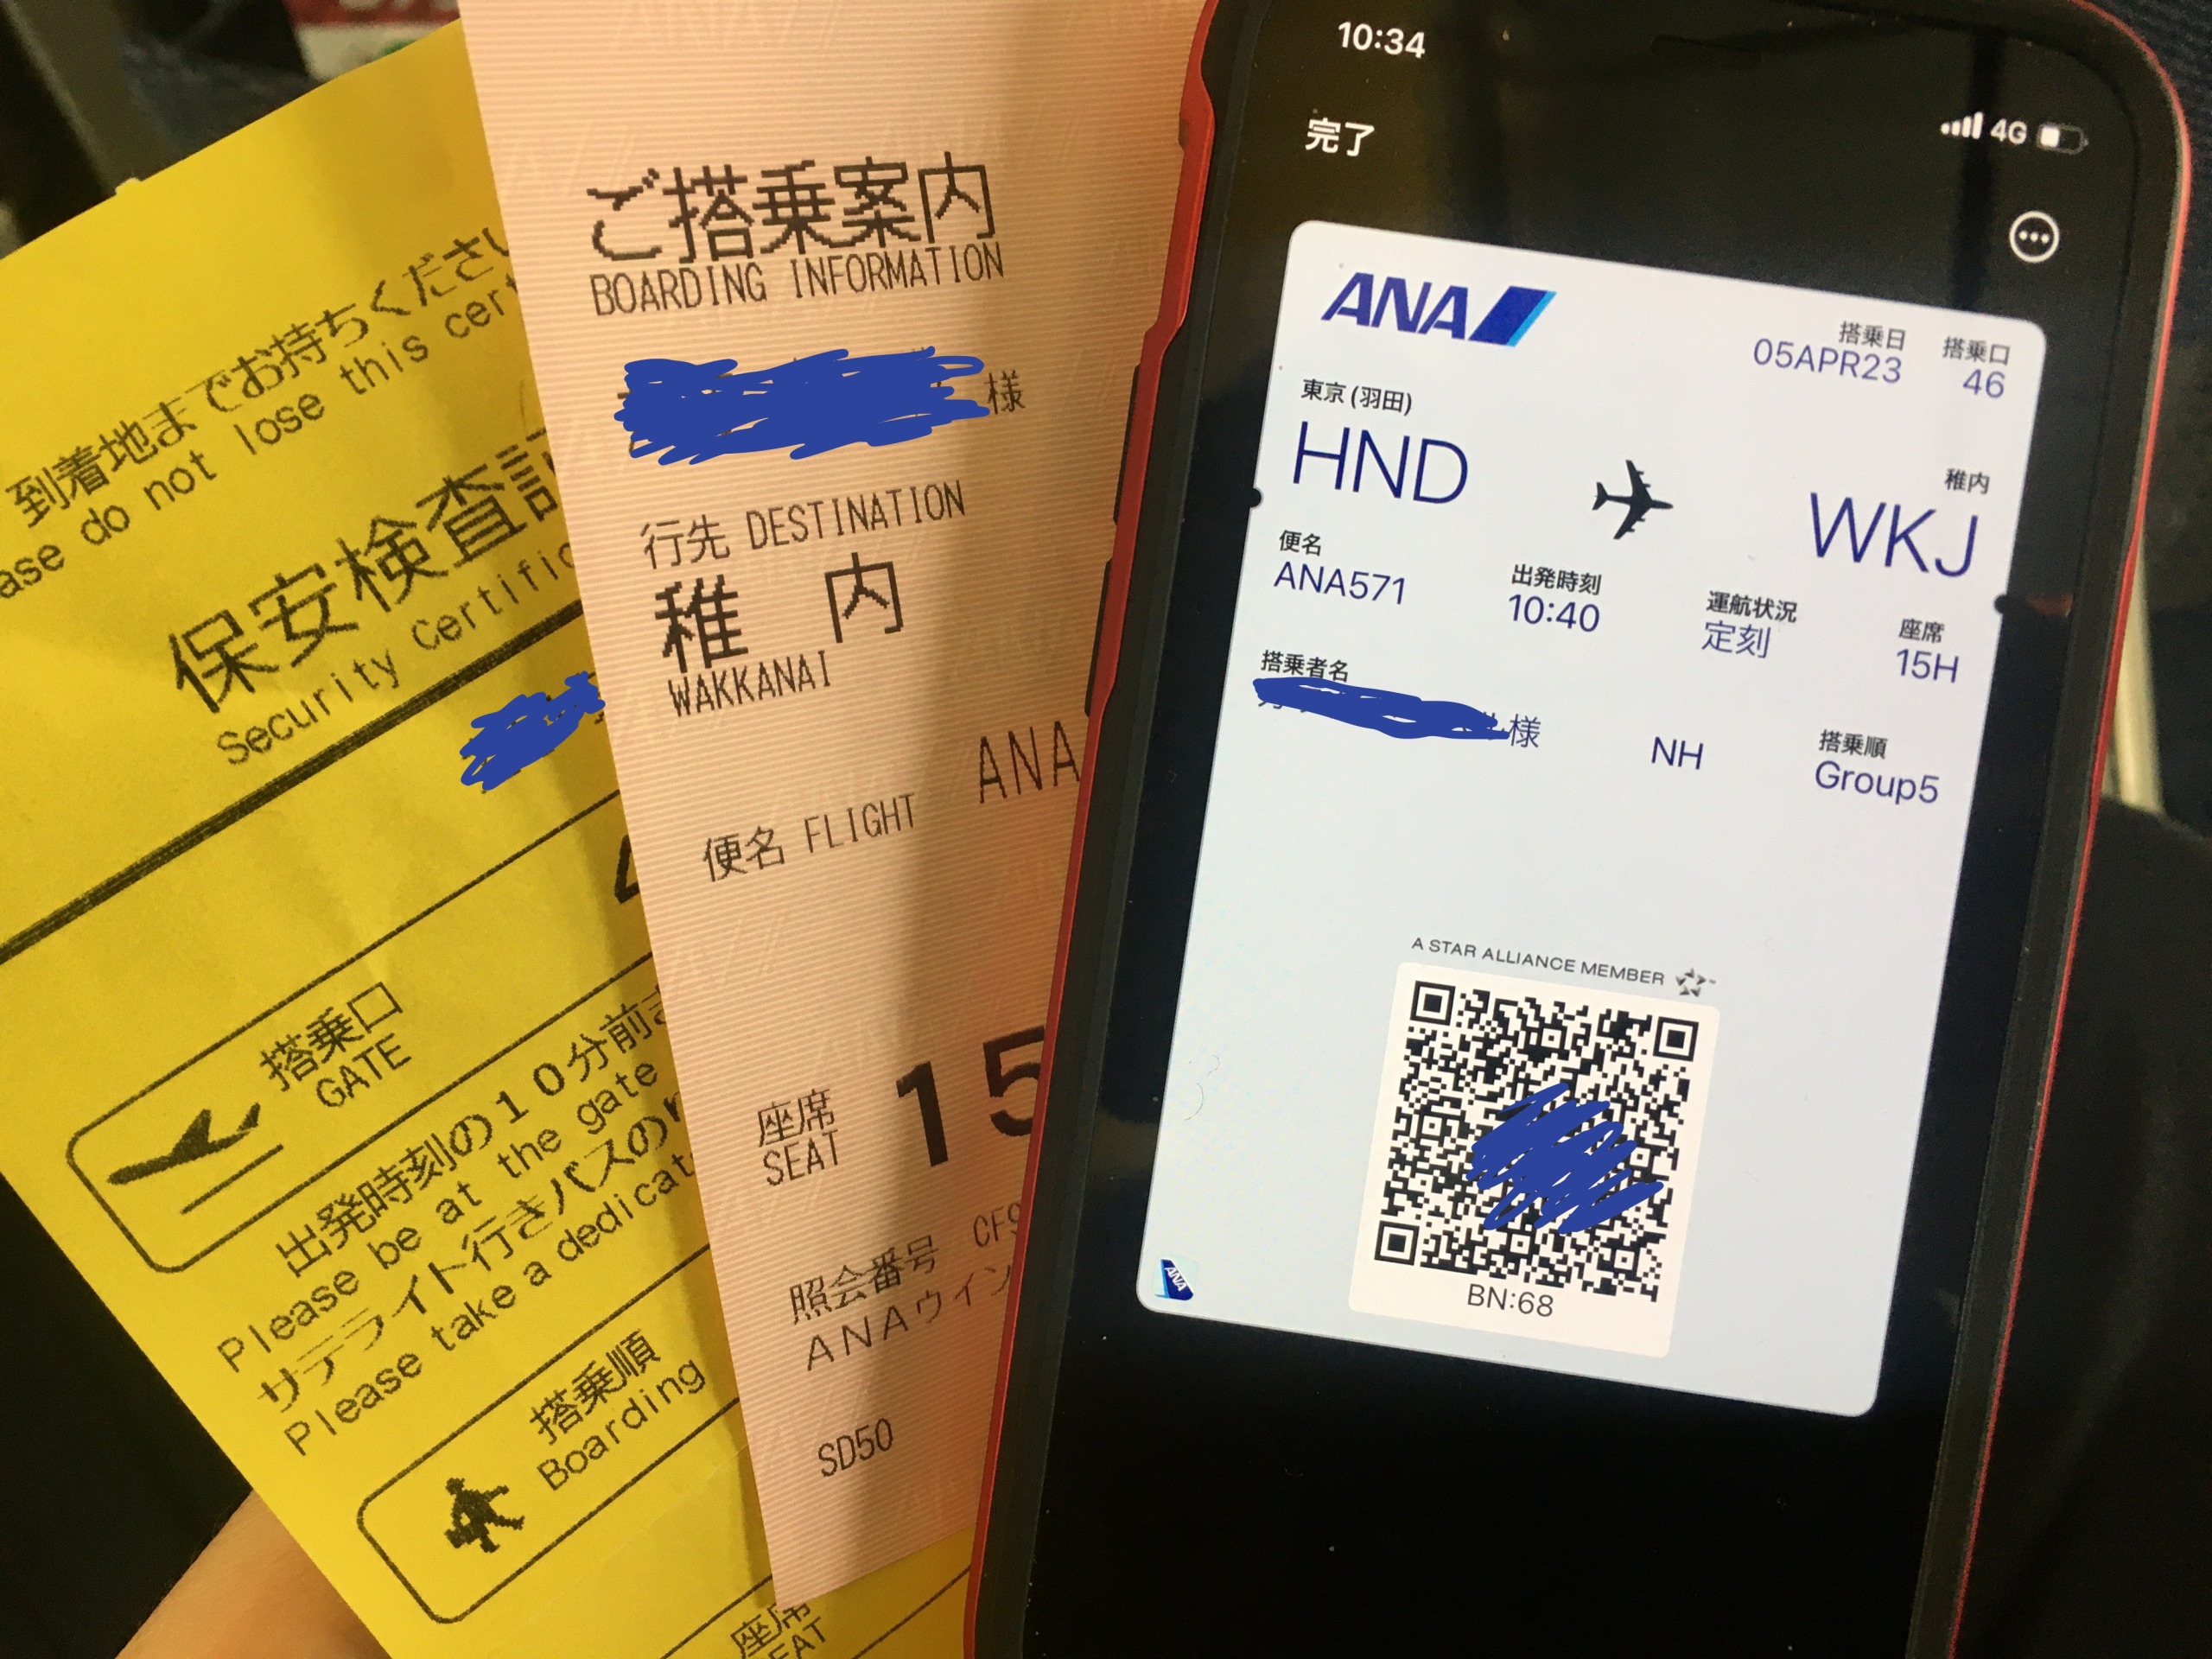 到着地までお持ちください
ase do not lose this cert
保安検査証
Security Certific
搭乗口
GATE
出発時刻の10分前ま
Please be at the gate
サテライト行きバスの
Please take a dedicat
搭乗順
Boarding
座席
EAT
ご搭乗案内
BOARDING INFORMATION
様
行先 DESTINATION
稚内
WAKKANAI
便名 FLIGHT ANA
座席 15
SEAT
照会番号 CF9
ANAウイン
SD50
10:34
4G
完了
ANA
搭乗日 搭乗口
05APR23 46
東京(羽田) 稚内
HND WKJ
便名 出発時刻 運航状況 座席
ANA571 10:40 定刻 15H
搭乗者名 搭乗順
様 NH Group5
A STAR ALLIANCE MEMBER
BN:68
ANA